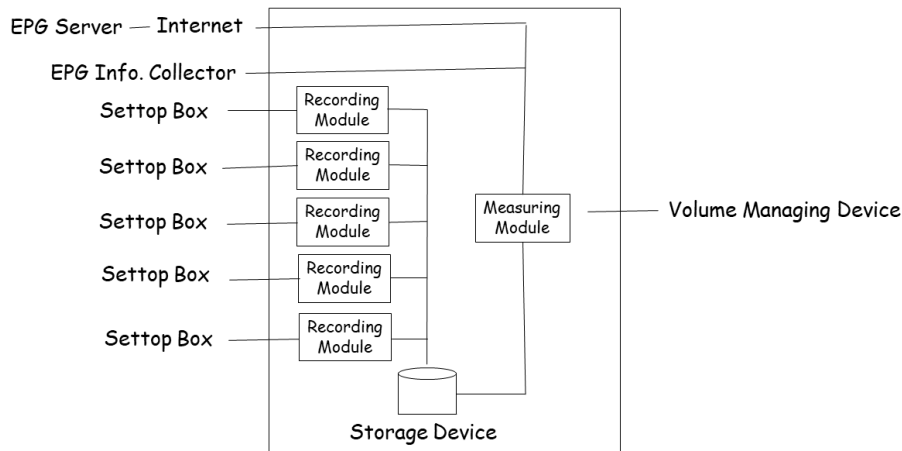 EPG Server
Internet
EPG Info. Collector
Settop Box
Recording
Module
Settop Box
Recording
Module
Settop Box
Recording
Module
Measuring
Module
Volume Managing Device
Settop Box
Recording
Module
Settop Box
Recording
Module
Storage Device